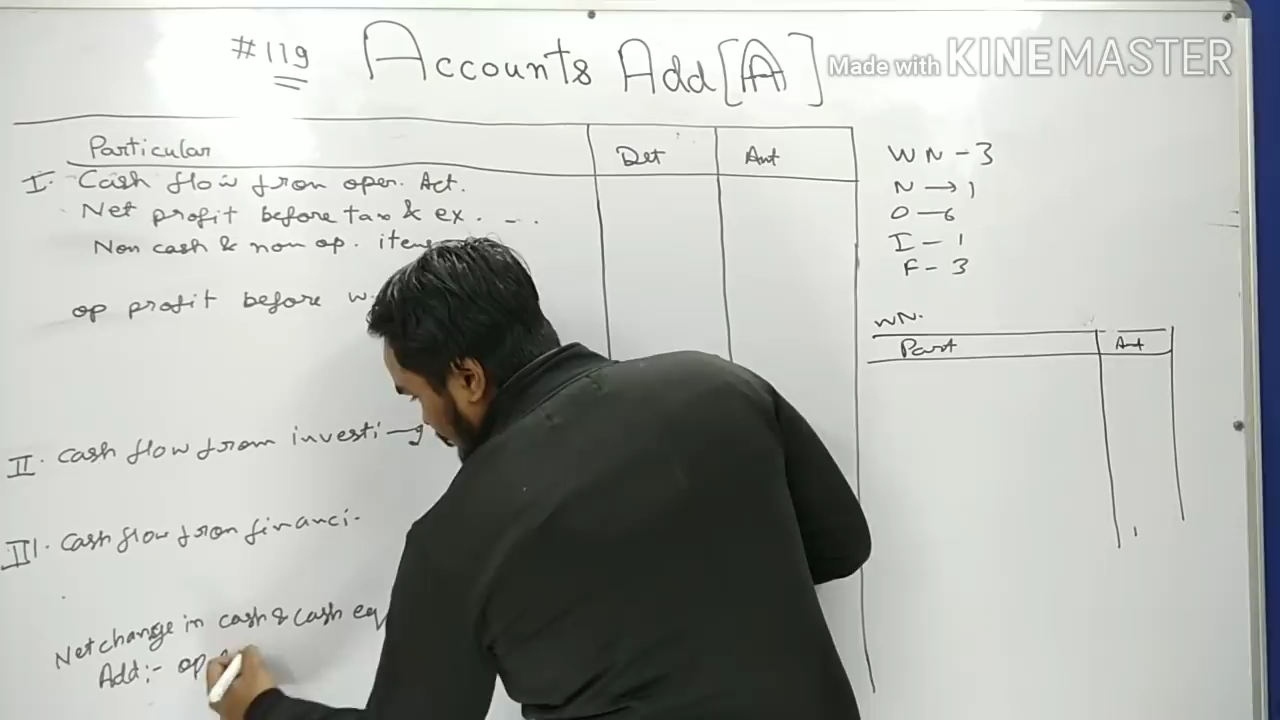 #119 Accounts Add [A]
Made with KINEMASTER
Particular Det Amt
I. Cash flow from oper. Act.
Net profit before tax & ex. - ..
Non cash & non op. items
op profit before w.
II. Cash flow from investi—g
III. Cash flow from financi.
Net change in cash & cash eq
Add:- op
WN - 3
N → 1
O — 6
I - 1
F - 3
WN.
Part Amt